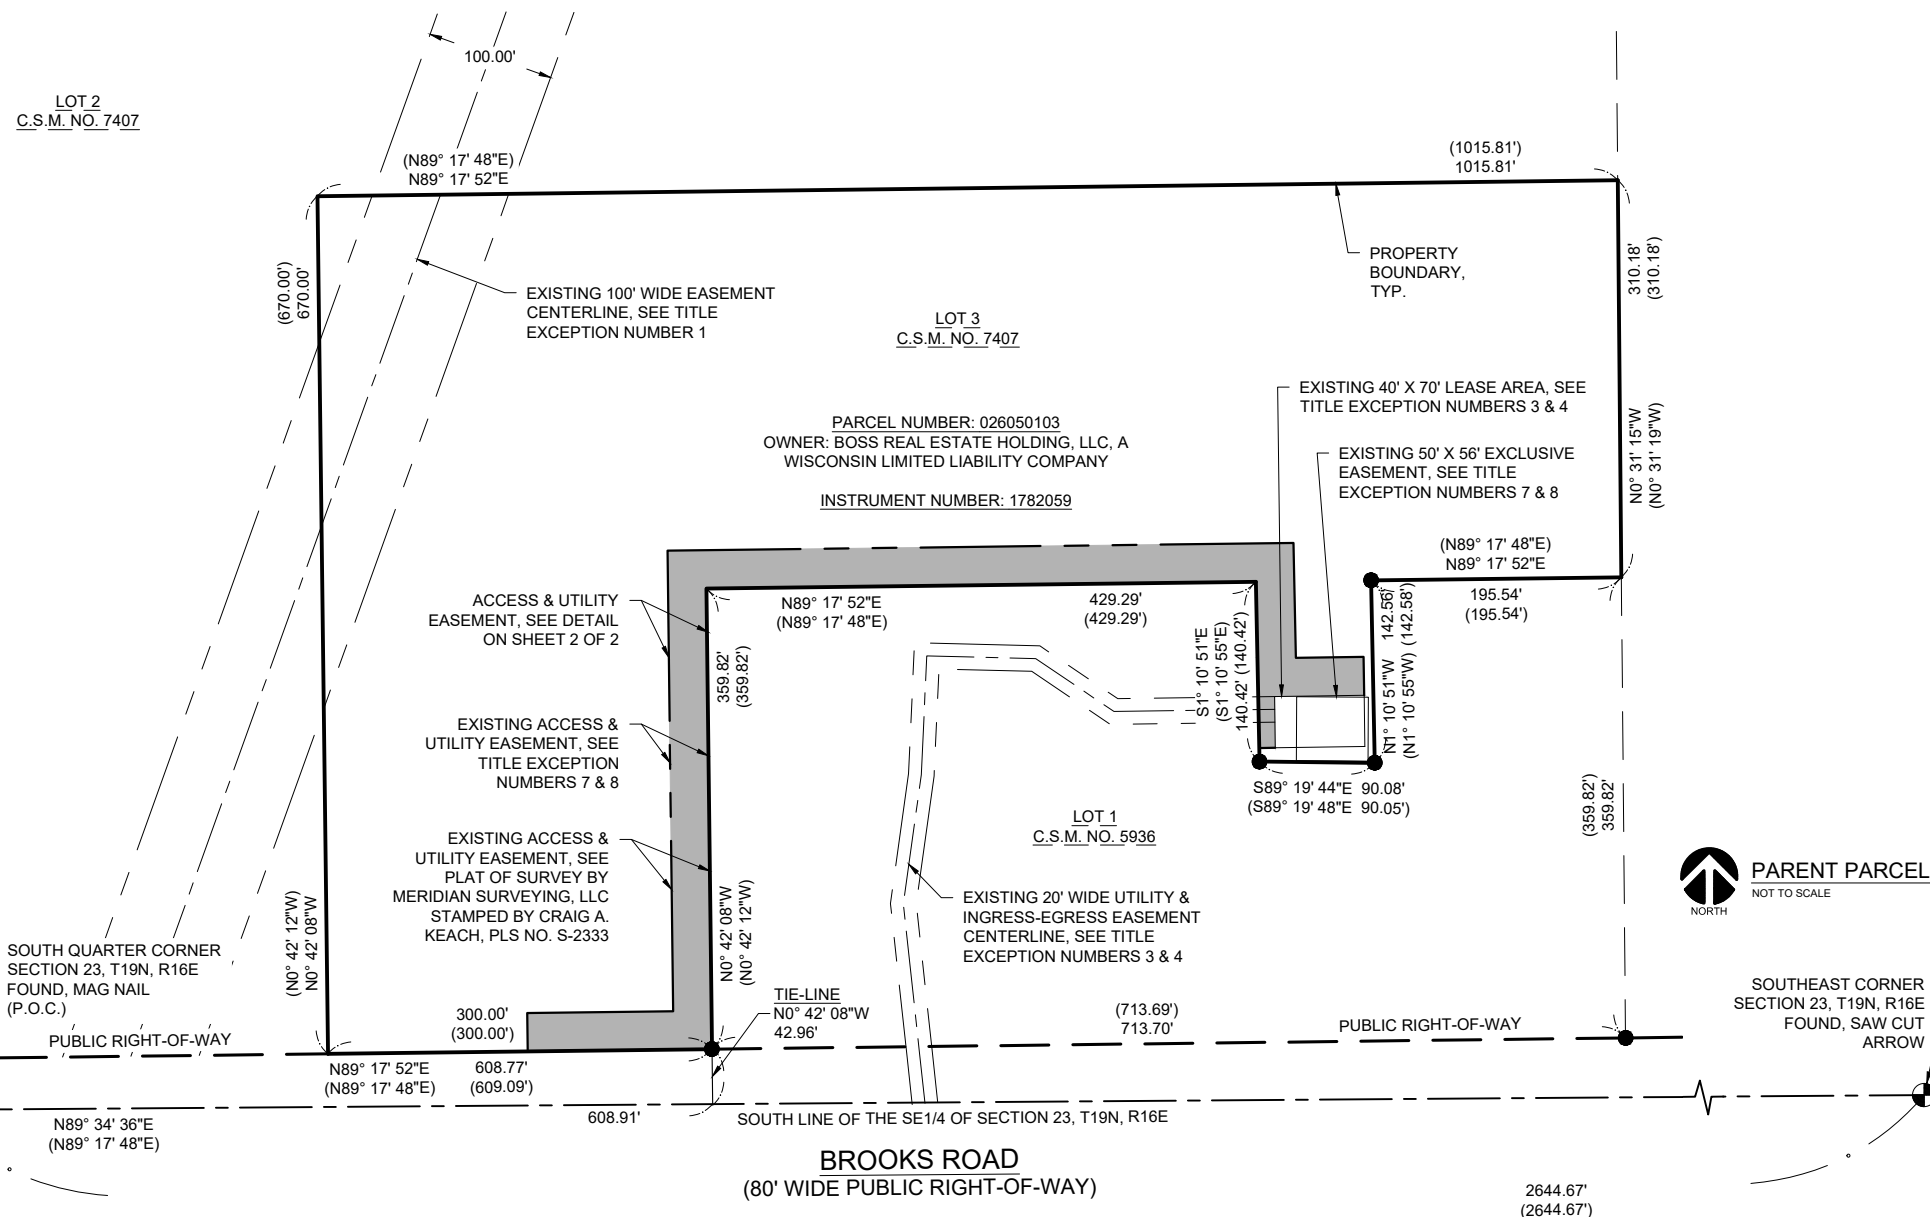 100.00'
LOT 2
C.S.M. NO. 7407
(N89° 17' 48"E)
N89° 17' 52"E
(1015.81')
1015.81'
(670.00')
670.00'
EXISTING 100' WIDE EASEMENT
CENTERLINE, SEE TITLE
EXCEPTION NUMBER 1
PROPERTY
BOUNDARY,
TYP.
310.18'
(310.18')
LOT 3
C.S.M. NO. 7407
EXISTING 40' X 70' LEASE AREA, SEE
TITLE EXCEPTION NUMBERS 3 & 4
PARCEL NUMBER: 026050103
OWNER: BOSS REAL ESTATE HOLDING, LLC, A
WISCONSIN LIMITED LIABILITY COMPANY
INSTRUMENT NUMBER: 1782059
EXISTING 50' X 56' EXCLUSIVE
EASEMENT, SEE TITLE
EXCEPTION NUMBERS 7 & 8
N0° 31' 15"W
(N0° 31' 19"W)
(N89° 17' 48"E)
N89° 17' 52"E
195.54'
(195.54')
ACCESS & UTILITY
EASEMENT, SEE DETAIL
ON SHEET 2 OF 2
N89° 17' 52"E
(N89° 17' 48"E)
429.29'
(429.29')
359.82'
(359.82')
S1° 10' 51"E
(S1° 10' 55"E)
140.42' (140.42')
N1° 10' 51"W 142.56'
(N1° 10' 55"W) (142.58')
EXISTING ACCESS &
UTILITY EASEMENT, SEE
TITLE EXCEPTION
NUMBERS 7 & 8
S89° 19' 44"E 90.08'
(S89° 19' 48"E 90.05')
(359.82')
359.82'
LOT 1
C.S.M. NO. 5936
EXISTING ACCESS &
UTILITY EASEMENT, SEE
PLAT OF SURVEY BY
MERIDIAN SURVEYING, LLC
STAMPED BY CRAIG A.
KEACH, PLS NO. S-2333
EXISTING 20' WIDE UTILITY &
INGRESS-EGRESS EASEMENT
CENTERLINE, SEE TITLE
EXCEPTION NUMBERS 3 & 4
PARENT PARCEL
NOT TO SCALE
NORTH
(N0° 42' 12"W)
N0° 42' 08"W
N0° 42' 08"W
(N0° 42' 12"W)
SOUTH QUARTER CORNER
SECTION 23, T19N, R16E
FOUND, MAG NAIL
(P.O.C.)
SOUTHEAST CORNER
SECTION 23, T19N, R16E
FOUND, SAW CUT
ARROW
TIE-LINE
N0° 42' 08"W
42.96'
300.00'
(300.00')
(713.69')
713.70'
PUBLIC RIGHT-OF-WAY
PUBLIC RIGHT-OF-WAY
N89° 17' 52"E
(N89° 17' 48"E)
608.77'
(609.09')
608.91'
SOUTH LINE OF THE SE1/4 OF SECTION 23, T19N, R16E
N89° 34' 36"E
(N89° 17' 48"E)
BROOKS ROAD
(80' WIDE PUBLIC RIGHT-OF-WAY)
2644.67'
(2644.67')